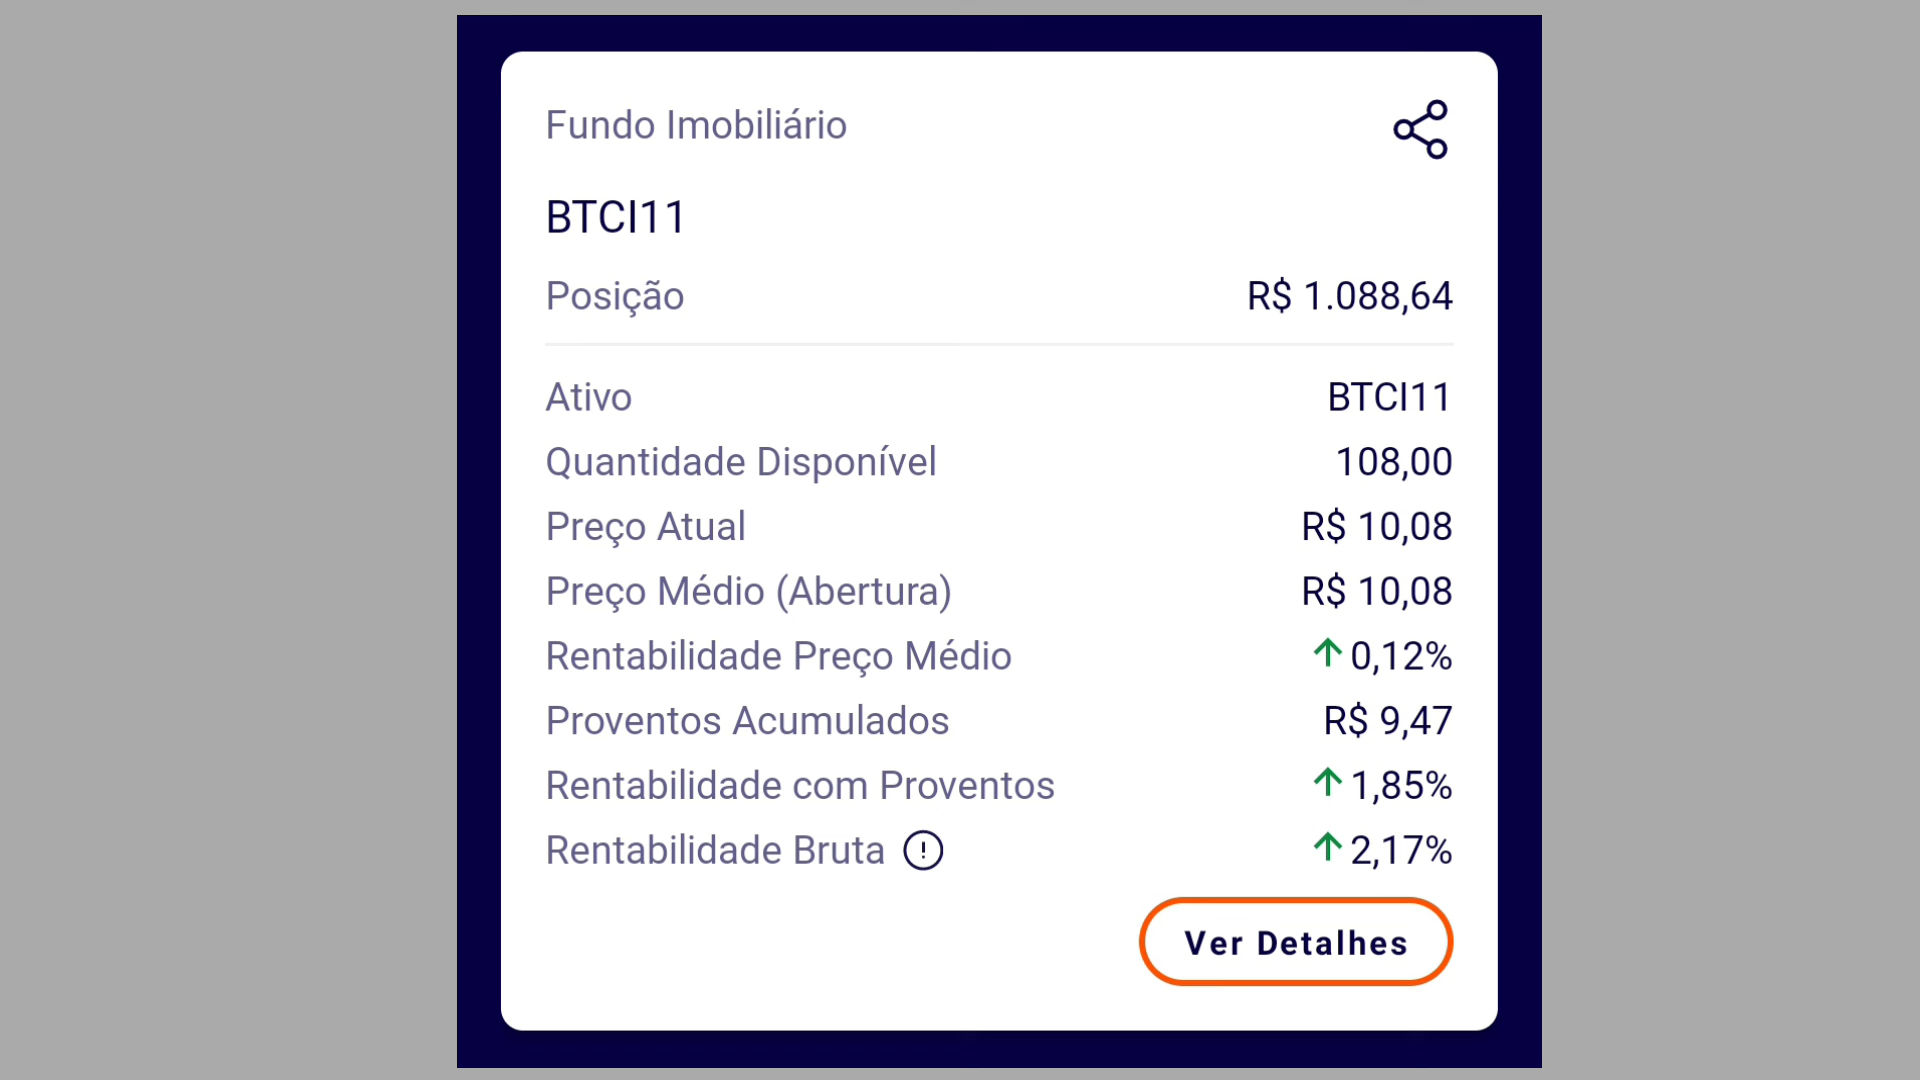 Fundo Imobiliário
BTCI11
Posição R$ 1.088,64
Ativo BTCI11
Quantidade Disponível 108,00
Preço Atual R$ 10,08
Preço Médio (Abertura) R$ 10,08
Rentabilidade Preço Médio ↑ 0,12%
Proventos Acumulados R$ 9,47
Rentabilidade com Proventos ↑ 1,85%
Rentabilidade Bruta ! ↑ 2,17%
Ver Detalhes